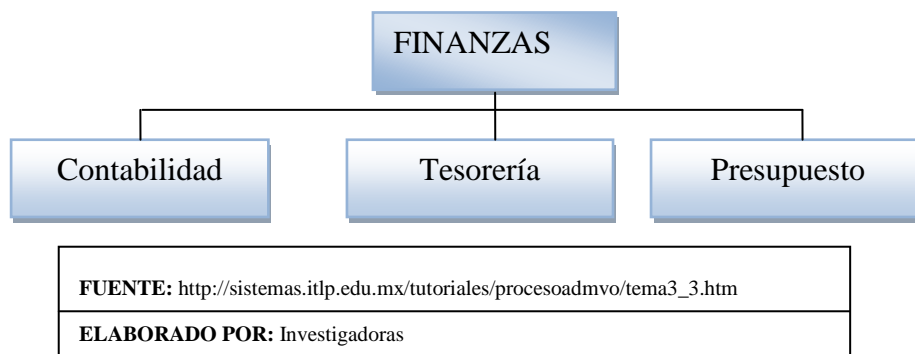 FINANZAS
Contabilidad
Tesorería
Presupuesto
FUENTE: http://sistemas.itlp.edu.mx/tutoriales/procesoadmvo/tema3_3.htm
ELABORADO POR: Investigadoras